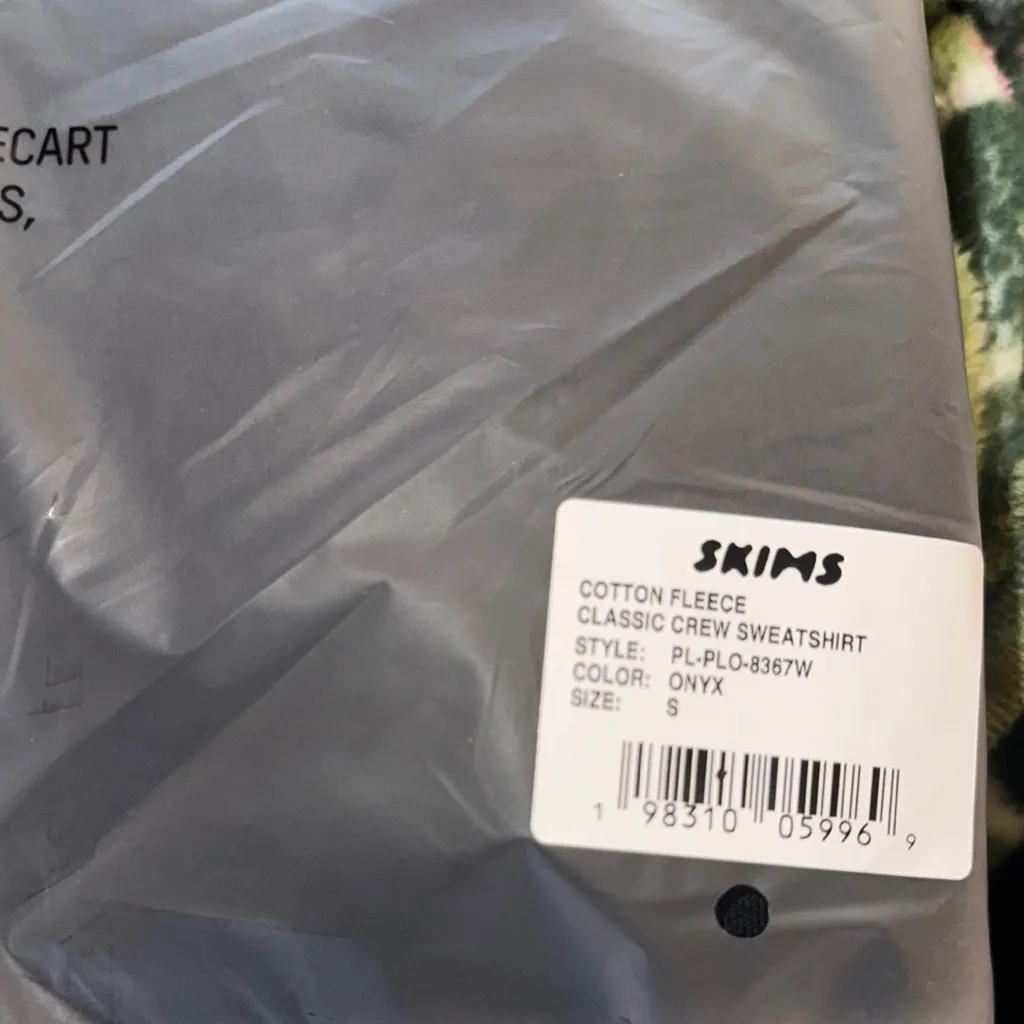 ECART
S,
SKIMS
COTTON FLEECE
CLASSIC CREW SWEATSHIRT
STYLE: PL-PLO-8367W
COLOR: ONYX
SIZE: S
1 98310 05996 9